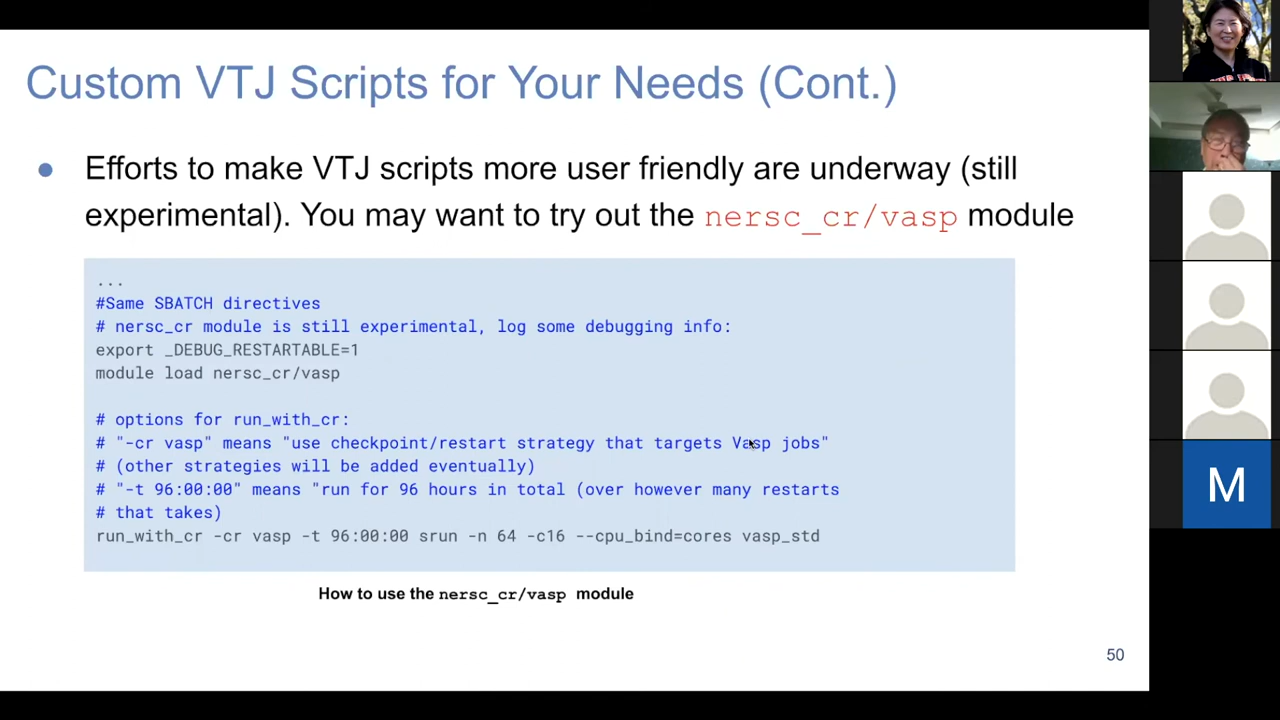 Custom VTJ Scripts for Your Needs (Cont.)
● Efforts to make VTJ scripts more user friendly are underway (still
experimental). You may want to try out the nersc_cr/vasp module
...
#Same SBATCH directives
# nersc_cr module is still experimental, log some debugging info:
export _DEBUG_RESTARTABLE=1
module load nersc_cr/vasp
# options for run_with_cr:
# "-cr vasp" means "use checkpoint/restart strategy that targets Vasp jobs"
# (other strategies will be added eventually)
# "-t 96:00:00" means "run for 96 hours in total (over however many restarts
# that takes)
run_with_cr -cr vasp -t 96:00:00 srun -n 64 -c16 --cpu_bind=cores vasp_std
How to use the nersc_cr/vasp module
50
M